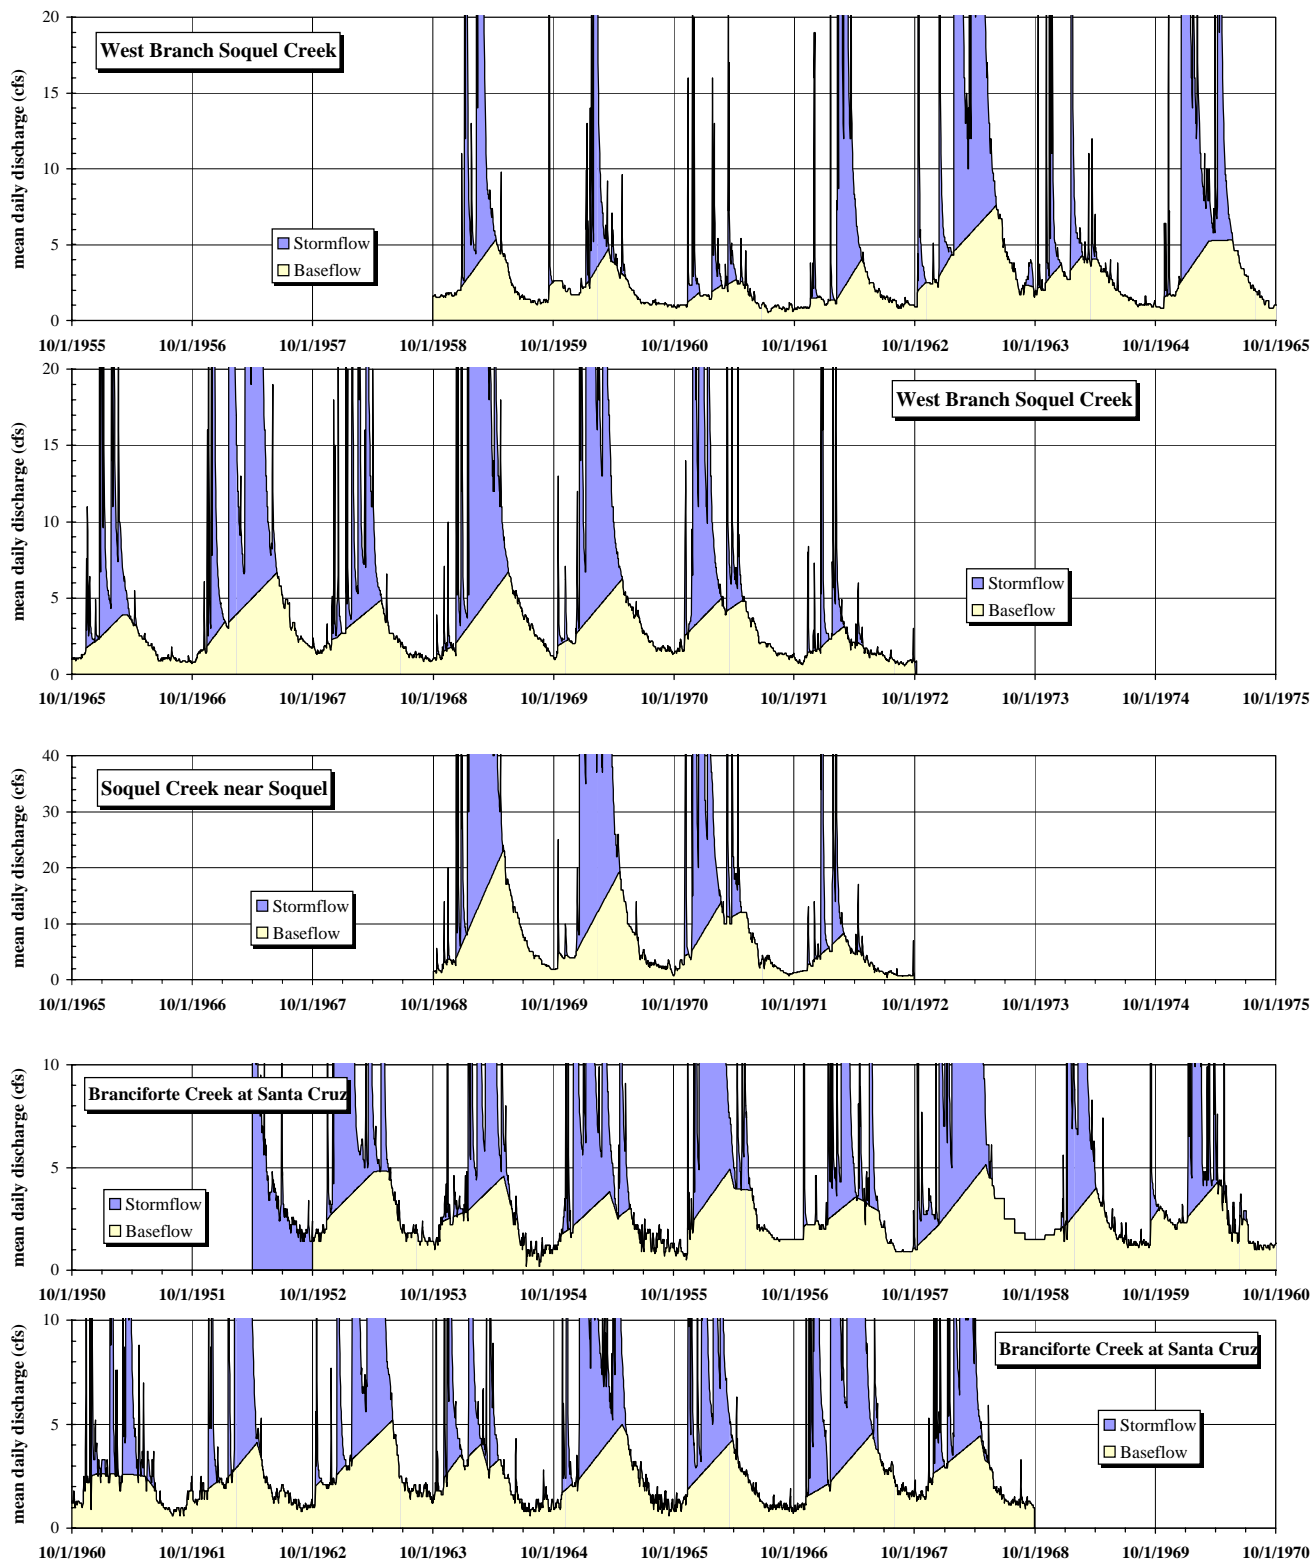 West Branch Soquel Creek
mean daily discharge (cfs)
20
15
10
5
0
Stormflow
Baseflow
10/1/1955 10/1/1956 10/1/1957 10/1/1958 10/1/1959 10/1/1960 10/1/1961 10/1/1962 10/1/1963 10/1/1964 10/1/1965
West Branch Soquel Creek
mean daily discharge (cfs)
20
15
10
5
0
Stormflow
Baseflow
10/1/1965 10/1/1966 10/1/1967 10/1/1968 10/1/1969 10/1/1970 10/1/1971 10/1/1972 10/1/1973 10/1/1974 10/1/1975
Soquel Creek near Soquel
mean daily discharge (cfs)
40
30
20
10
0
Stormflow
Baseflow
10/1/1965 10/1/1966 10/1/1967 10/1/1968 10/1/1969 10/1/1970 10/1/1971 10/1/1972 10/1/1973 10/1/1974 10/1/1975
Branciforte Creek at Santa Cruz
mean daily discharge (cfs)
10
5
0
Stormflow
Baseflow
10/1/1950 10/1/1951 10/1/1952 10/1/1953 10/1/1954 10/1/1955 10/1/1956 10/1/1957 10/1/1958 10/1/1959 10/1/1960
Branciforte Creek at Santa Cruz
mean daily discharge (cfs)
10
5
0
Stormflow
Baseflow
10/1/1960 10/1/1961 10/1/1962 10/1/1963 10/1/1964 10/1/1965 10/1/1966 10/1/1967 10/1/1968 10/1/1969 10/1/1970